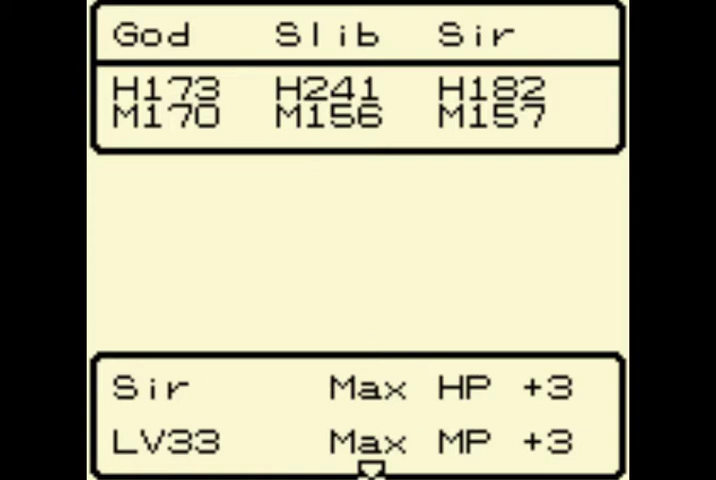 God Slib Sir
H173 H241 H182
M170 M156 M157
Sir Max HP +3
LV33 Max MP +3